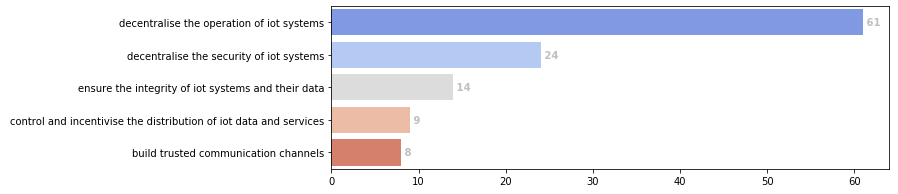 decentralise the operation of iot systems 61
decentralise the security of iot systems 24
ensure the integrity of iot systems and their data 14
control and incentivise the distribution of iot data and services 9
build trusted communication channels 8
0 10 20 30 40 50 60